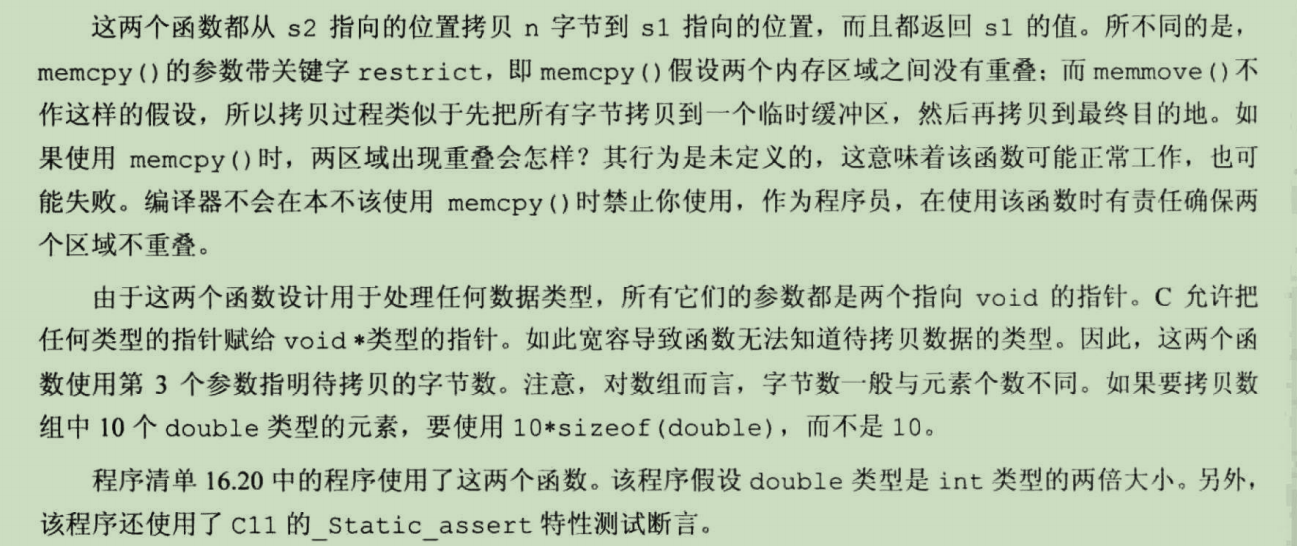 这两个函数都从 s2 指向的位置拷贝 n 字节到 s1 指向的位置，而且都返回 s1 的值。所不同的是，
memcpy()的参数带关键字 restrict，即 memcpy()假设两个内存区域之间没有重叠；而 memmove()不
作这样的假设，所以拷贝过程类似于先把所有字节拷贝到一个临时缓冲区，然后再拷贝到最终目的地。如
果使用 memcpy()时，两区域出现重叠会怎样？其行为是未定义的，这意味着该函数可能正常工作，也可
能失败。编译器不会在本不该使用 memcpy()时禁止你使用，作为程序员，在使用该函数时有责任确保两
个区域不重叠。
由于这两个函数设计用于处理任何数据类型，所有它们的参数都是两个指向 void 的指针。C 允许把
任何类型的指针赋给 void *类型的指针。如此宽容导致函数无法知道待拷贝数据的类型。因此，这两个函
数使用第 3 个参数指明待拷贝的字节数。注意，对数组而言，字节数一般与元素个数不同。如果要拷贝数
组中 10 个 double 类型的元素，要使用 10*sizeof(double)，而不是 10。
程序清单 16.20 中的程序使用了这两个函数。该程序假设 double 类型是 int 类型的两倍大小。另外，
该程序还使用了 C11 的_Static_assert 特性测试断言。